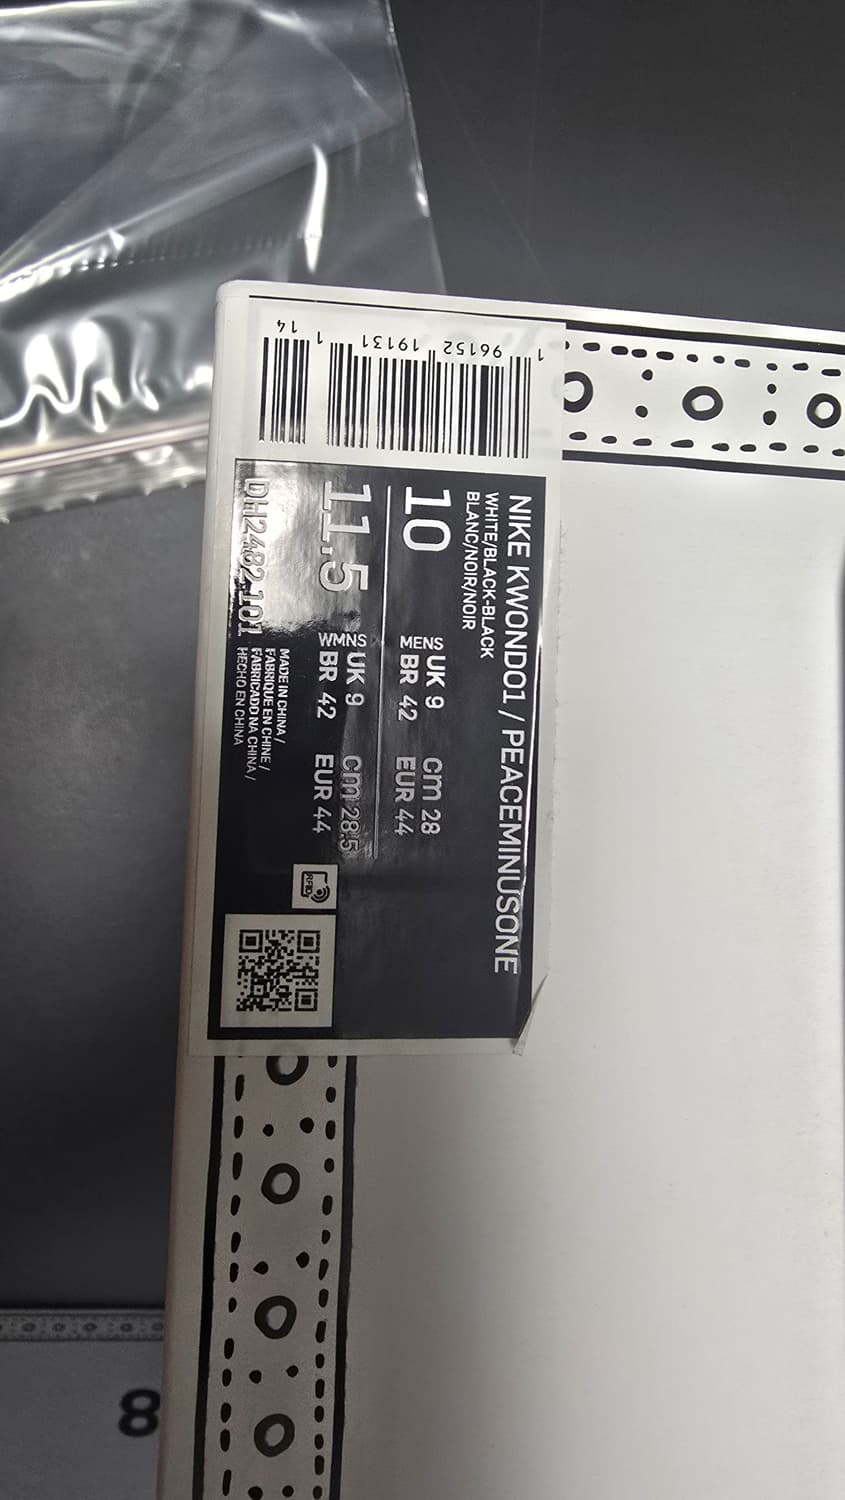 NIKE KWONDO1 / PEACEMINUSONE
WHITE/BLACK-BLACK
BLANC/NOIR/NOIR
10
MENS
UK 9 cm 28
BR 42 EUR 44
11.5
WMNS
UK 9 cm 28.5
BR 42 EUR 44
DH2482 101
MADE IN CHINA /
FABRIQUE EN CHINE /
FABRICADO NA CHINA /
HECHO EN CHINA
RFID
1 96152 19131 1
14
8